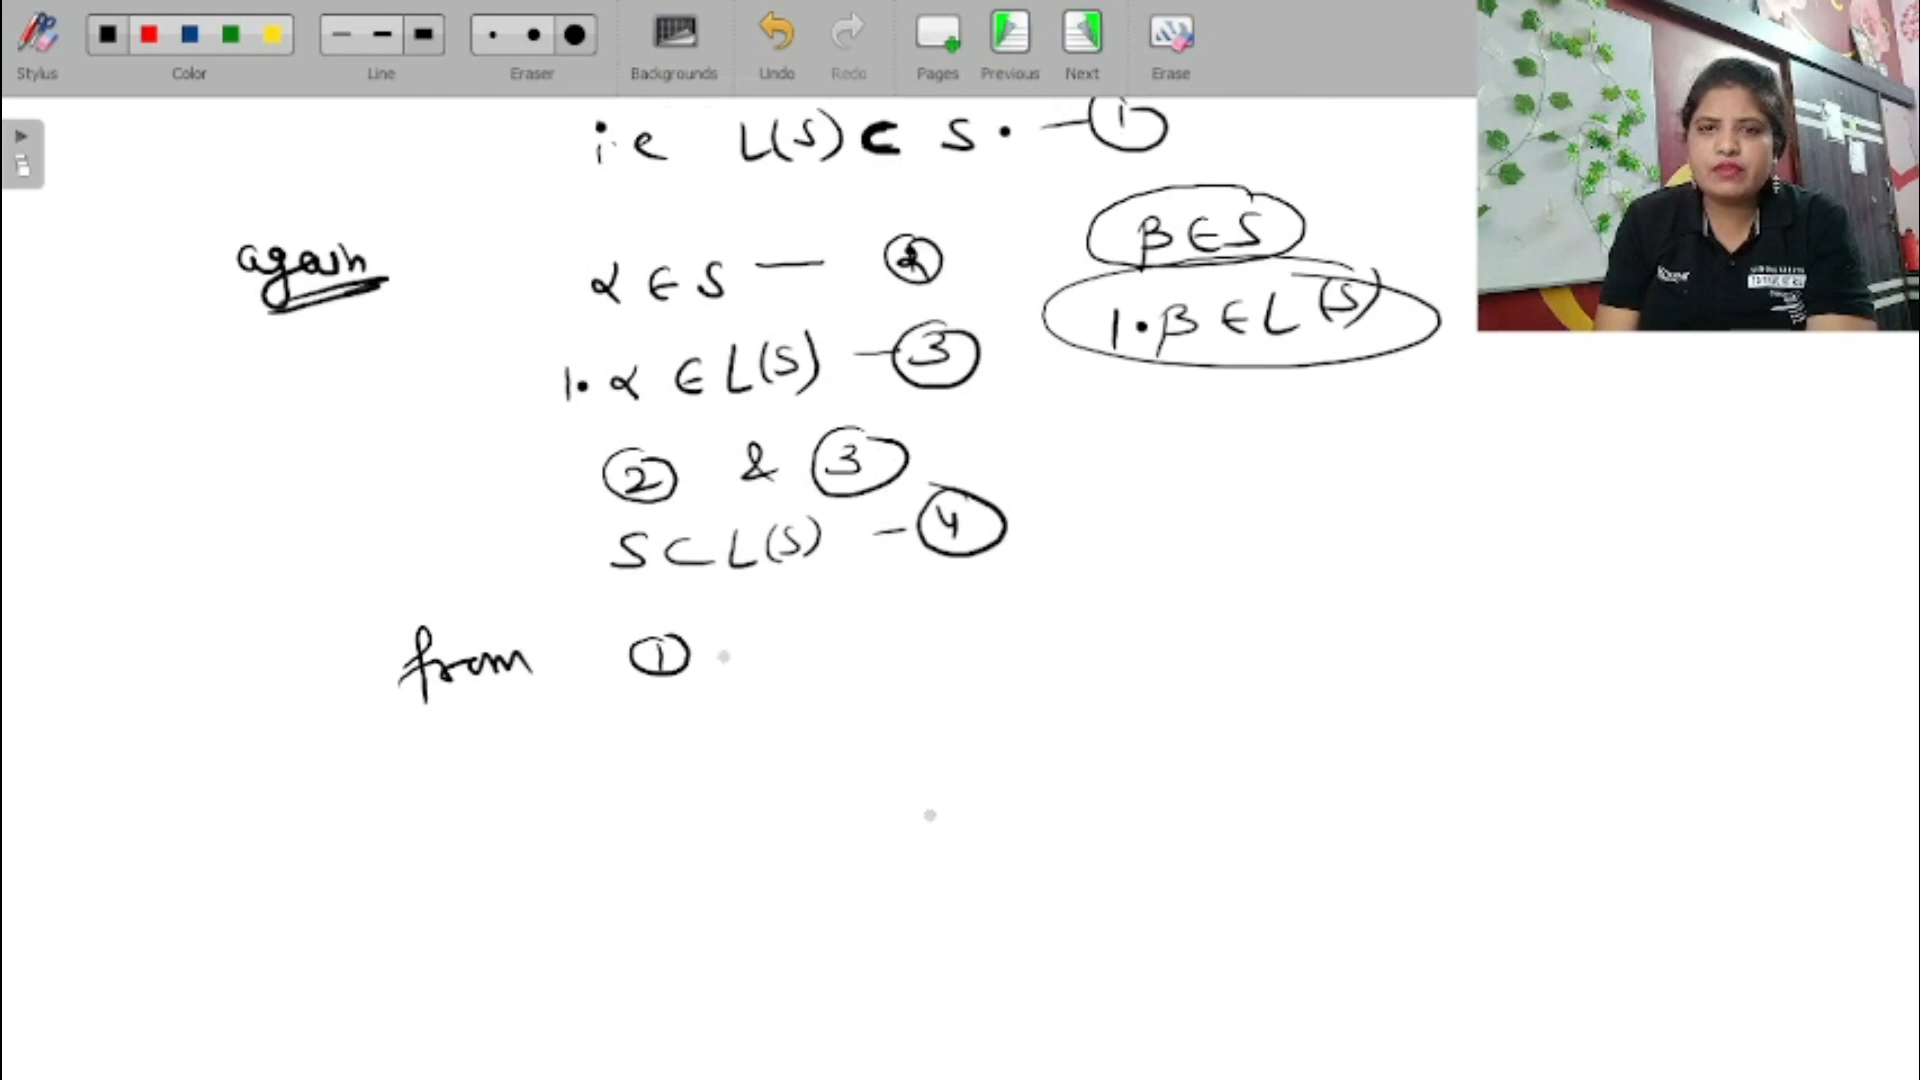 Stylus Color Line Eraser Backgrounds Undo Redo Pages Previous Next Erase
i.e L(S) ⊂ S. — ①
again
α ∈ S — ②
1.α ∈ L(S) — ③
② & ③
S ⊂ L(S) — ④
from ①
β ∈ S
1.β ∈ L(S)